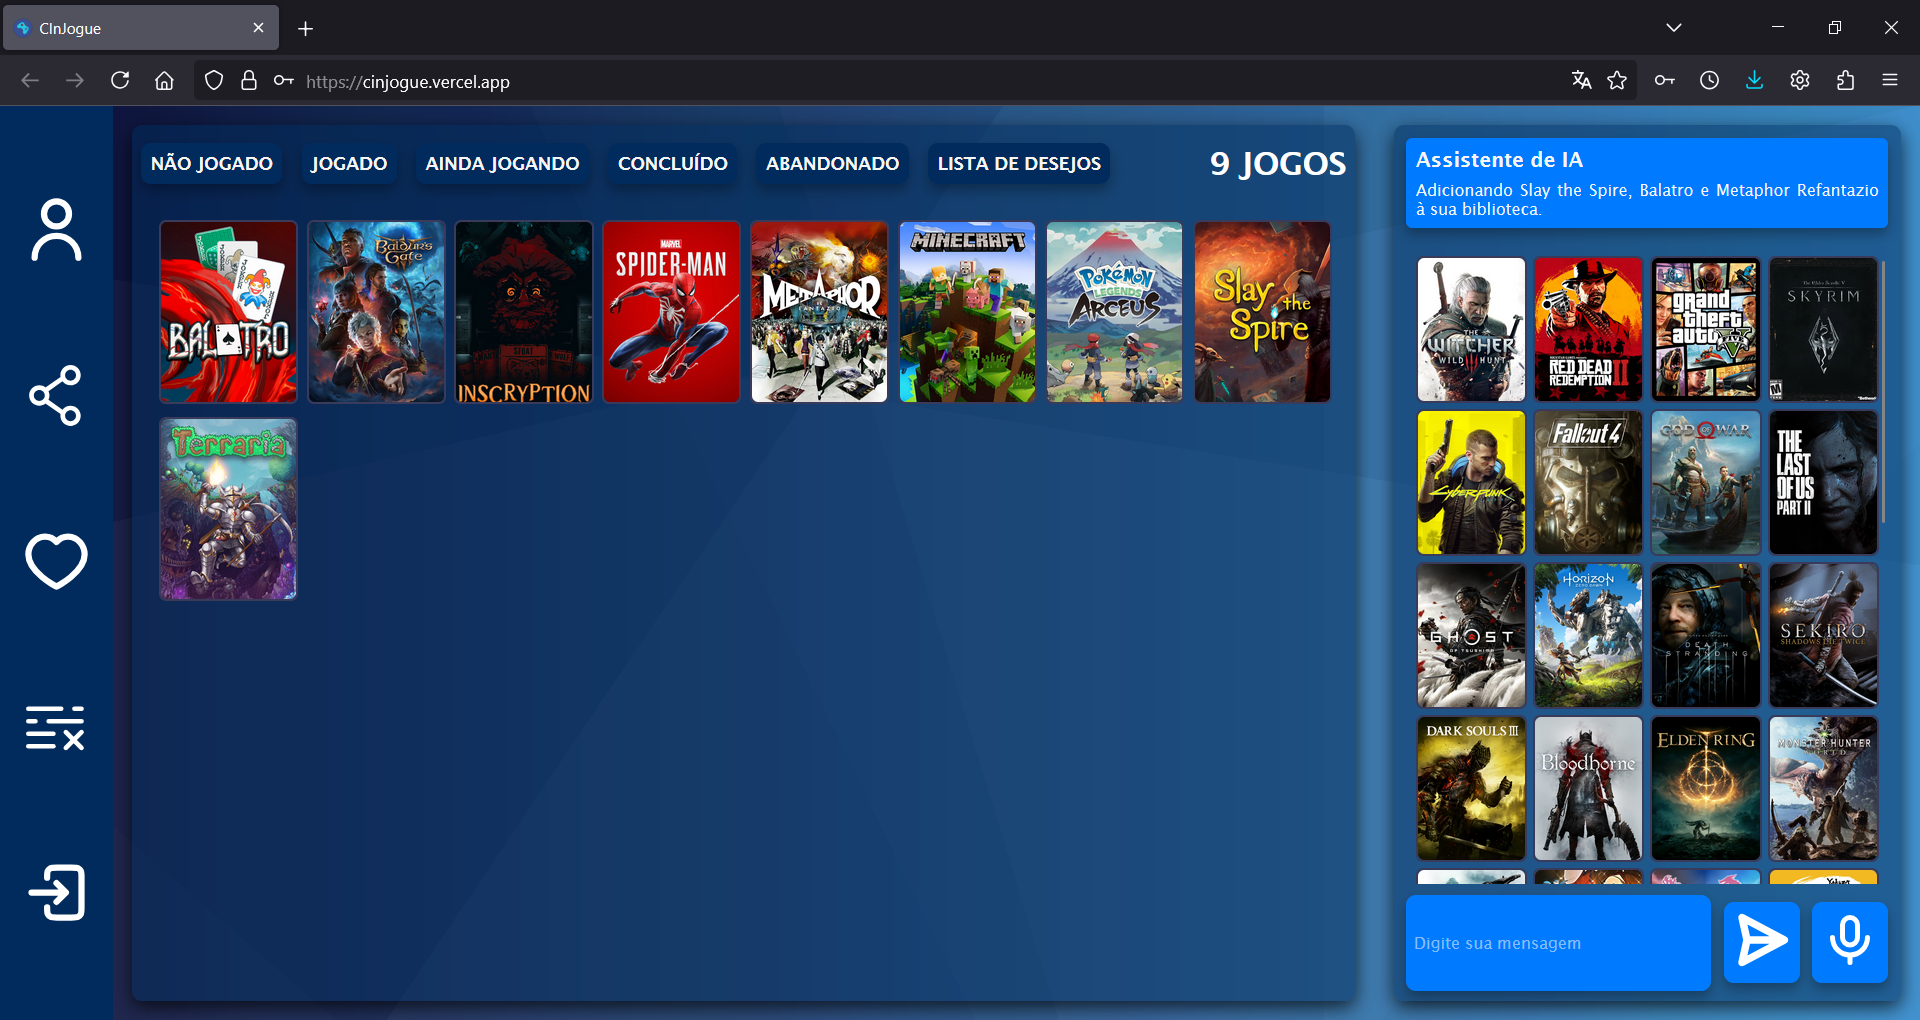 CInJogue
https://cinjogue.vercel.app
NÃO JOGADO
JOGADO
AINDA JOGANDO
CONCLUÍDO
ABANDONADO
LISTA DE DESEJOS
9 JOGOS
BALATRO
Baldur's
Gate
INSCRYPTION
MARVEL
SPIDER-MAN
METAPHOR
MINECRAFT
POKÉMON
LEGENDS
ARCEUS
Slay
the
Spire
Terraria
Assistente de IA
Adicionando Slay the Spire, Balatro e Metaphor Refantazio
à sua biblioteca.
THE
WITCHER
WILD HUNT
RED DEAD
REDEMPTION II
grand
theft
auto V
FIVE
The Elder Scrolls V
SKYRIM
CYBERPUNK
Fallout 4
GOD OF WAR
THE
LAST
OF US
PART II
GHOST
OF TSUSHIMA
HORIZON
ZERO DAWN
DEATH
STRANDING
SEKIRO
SHADOWS DIE TWICE
DARK SOULS III
Bloodborne
ELDEN RING
MONSTER HUNTER
WORLD
Digite sua mensagem